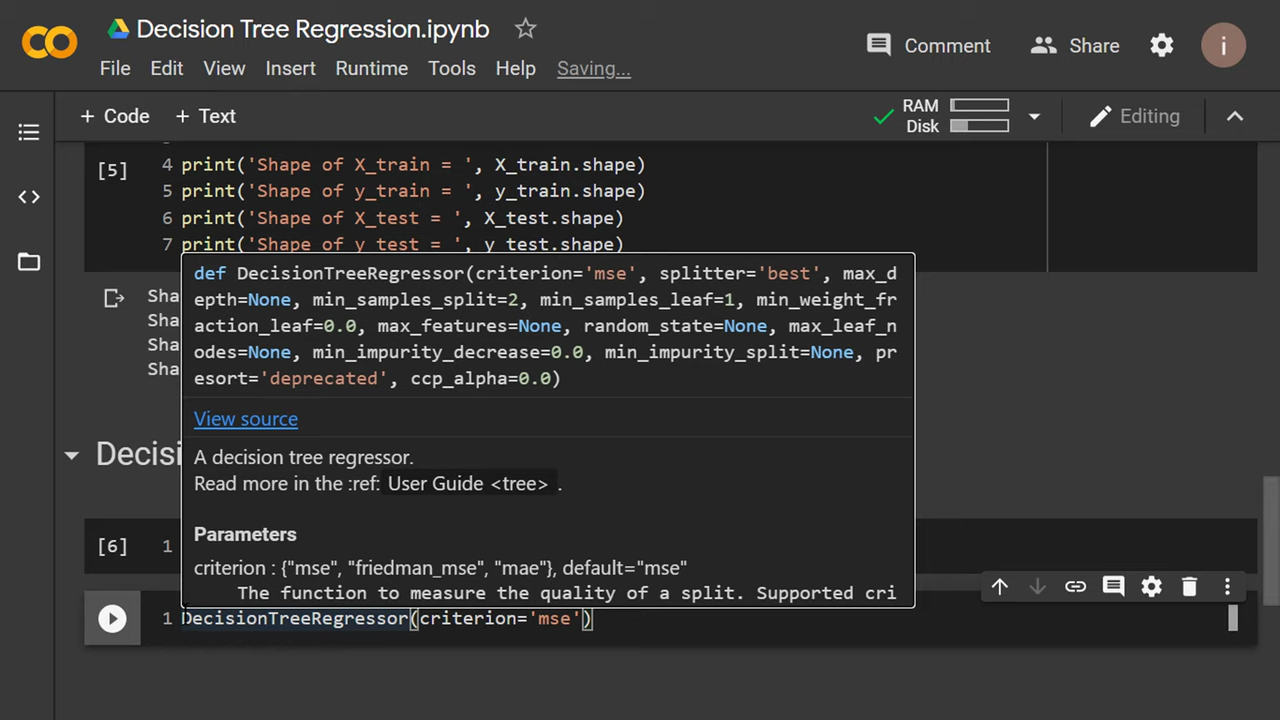 CO Decision Tree Regression.ipynb
Comment Share i
File Edit View Insert Runtime Tools Help Saving...
+ Code + Text
RAM
Disk
Editing
[5]
4 print('Shape of X_train = ', X_train.shape)
5 print('Shape of y_train = ', y_train.shape)
6 print('Shape of X_test = ', X_test.shape)
7 print('Shape of y_test = ', y_test.shape)
def DecisionTreeRegressor(criterion='mse', splitter='best', max_d
epth=None, min_samples_split=2, min_samples_leaf=1, min_weight_fr
action_leaf=0.0, max_features=None, random_state=None, max_leaf_n
odes=None, min_impurity_decrease=0.0, min_impurity_split=None, pr
esort='deprecated', ccp_alpha=0.0)
View source
A decision tree regressor.
Read more in the :ref: User Guide <tree> .
Parameters
criterion : {"mse", "friedman_mse", "mae"}, default="mse"
The function to measure the quality of a split. Supported cri
Sha
Sha
Sha
Sha
Decis
[6] 1
1 DecisionTreeRegressor(criterion='mse')